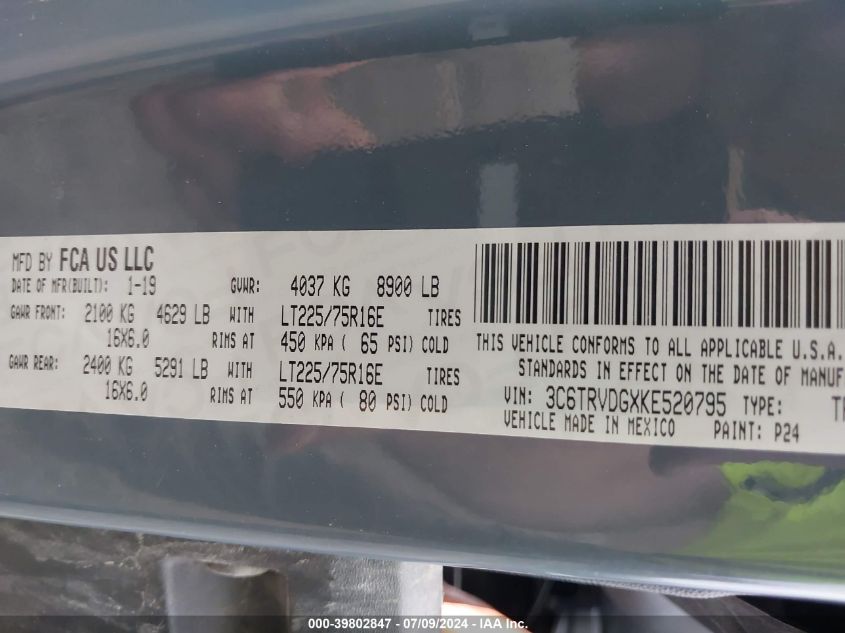 MFD BY FCA US LLC
DATE OF MFR(BUILT): 1-19 GVWR: 4037 KG 8900 LB
GAWR FRONT: 2100 KG 4629 LB WITH LT225/75R16E TIRES
16X6.0 RIMS AT 450 KPA ( 65 PSI) COLD
GAWR REAR: 2400 KG 5291 LB WITH LT225/75R16E TIRES
16X6.0 RIMS AT 550 KPA ( 80 PSI) COLD
THIS VEHICLE CONFORMS TO ALL APPLICABLE U.S.A.
STANDARDS IN EFFECT ON THE DATE OF MANUF
VIN: 3C6TRVDGXKE520795 TYPE:
VEHICLE MADE IN MEXICO PAINT: P24
000-39802847 - 07/09/2024 - IAA Inc.